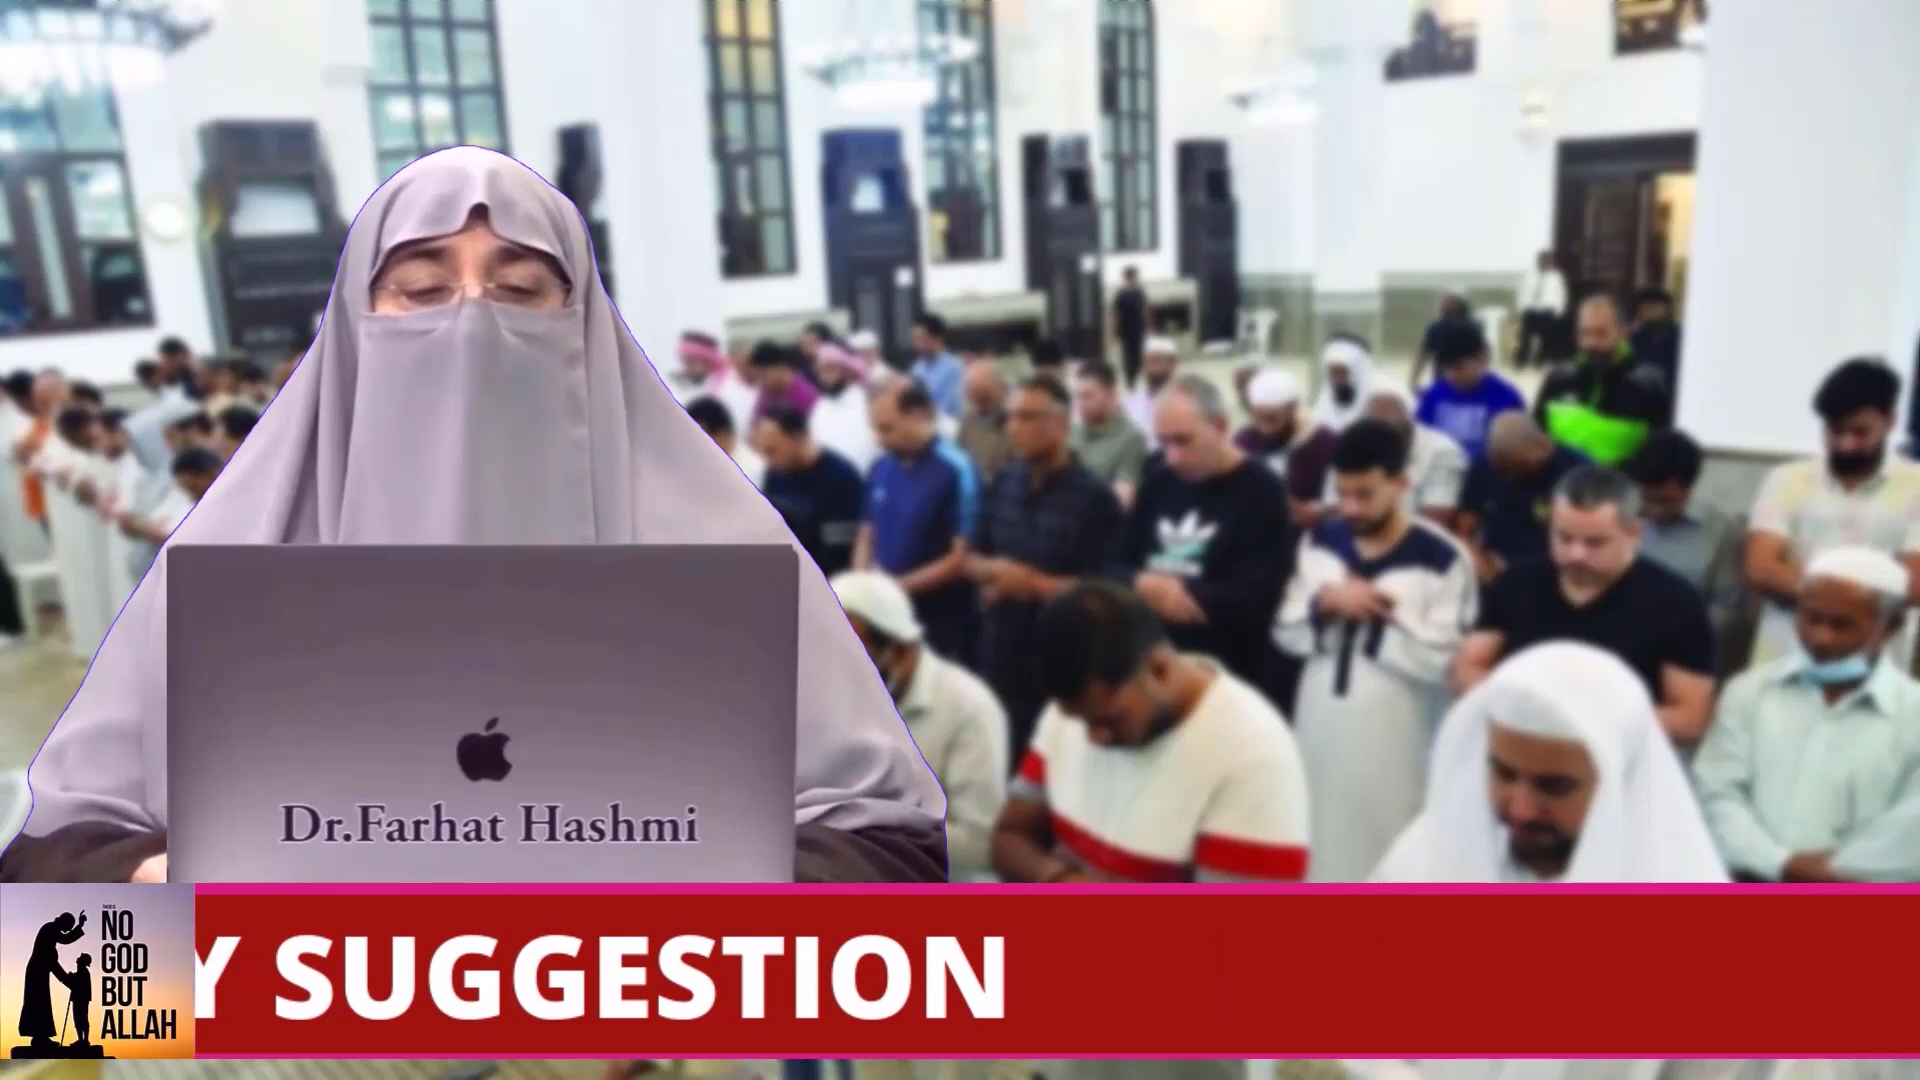 Dr.Farhat Hashmi
NO
GOD
BUT
ALLAH
Y SUGGESTION